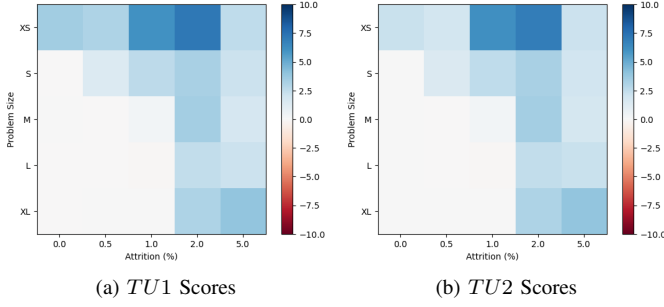 XS
S
M
L
XL
Problem Size
0.0 0.5 1.0 2.0 5.0
Attrition (%)
10.0
7.5
5.0
2.5
0.0
−2.5
−5.0
−7.5
−10.0
(a) TU1 Scores
XS
S
M
L
XL
Problem Size
0.0 0.5 1.0 2.0 5.0
Attrition (%)
10.0
7.5
5.0
2.5
0.0
−2.5
−5.0
−7.5
−10.0
(b) TU2 Scores